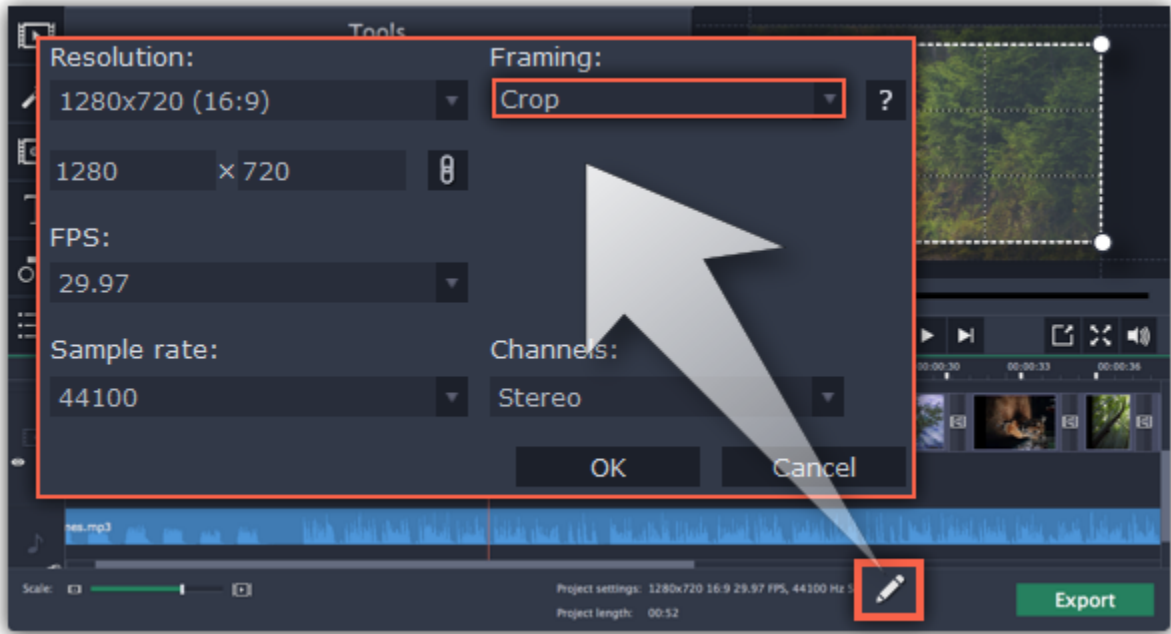 Tools
Resolution:
Framing:
1280x720 (16:9)
Crop
?
1280
×
720
FPS:
29.97
Sample rate:
Channels:
44100
Stereo
OK
Cancel
00:00:30
00:00:33
00:00:36
nes.mp3
Scale:
Project settings: 1280x720 16:9 29.97 FPS, 44100 Hz S
Project length: 00:52
Export